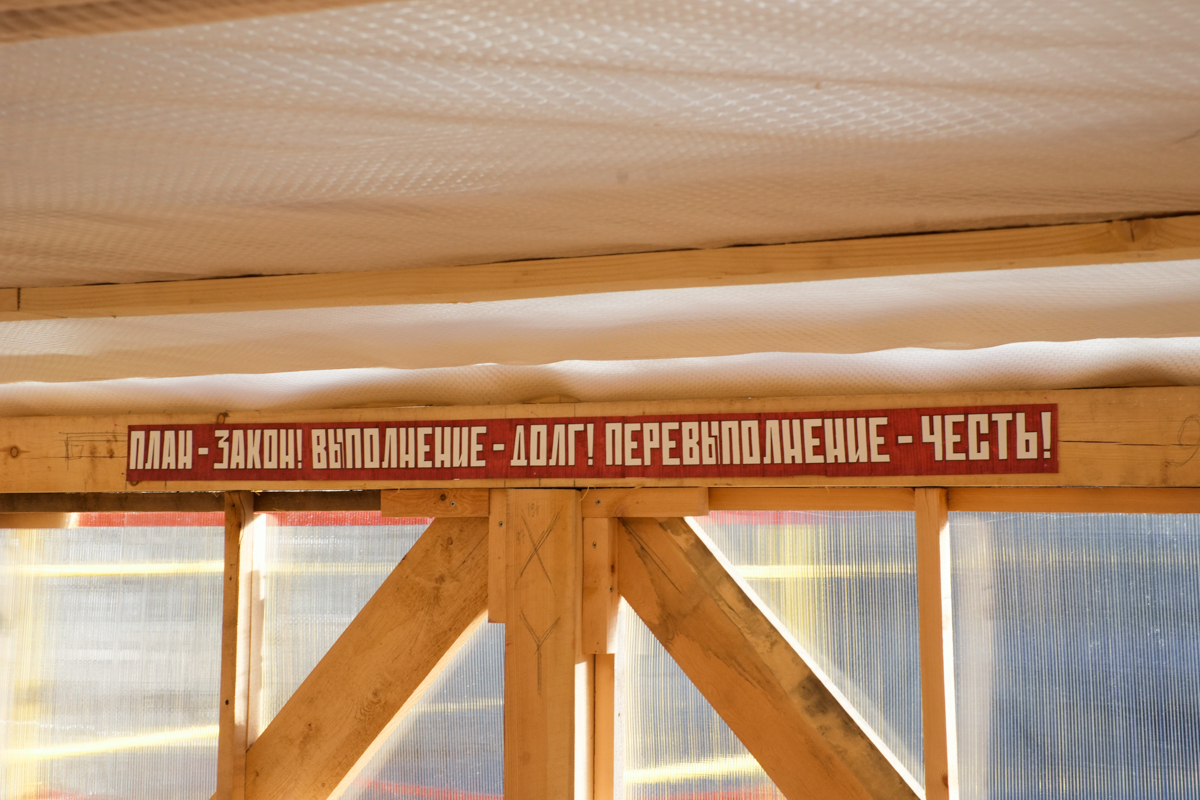 ПЛАН - ЗАКОН! ВЫПОЛНЕНИЕ - ДОЛГ! ПЕРЕВЫПОЛНЕНИЕ - ЧЕСТЬ!